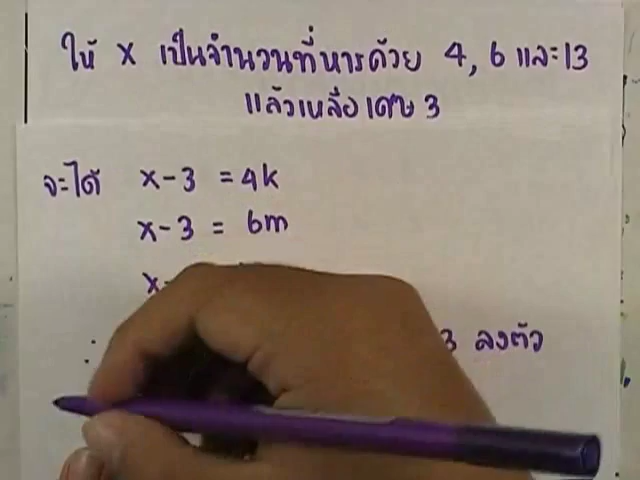 ให้ x เป็นจำนวนที่หารด้วย 4, 6 และ 13
แล้วเหลือเศษ 3
จะได้ x-3 = 4k
x-3 = 6m
x-
3 ลงตัว